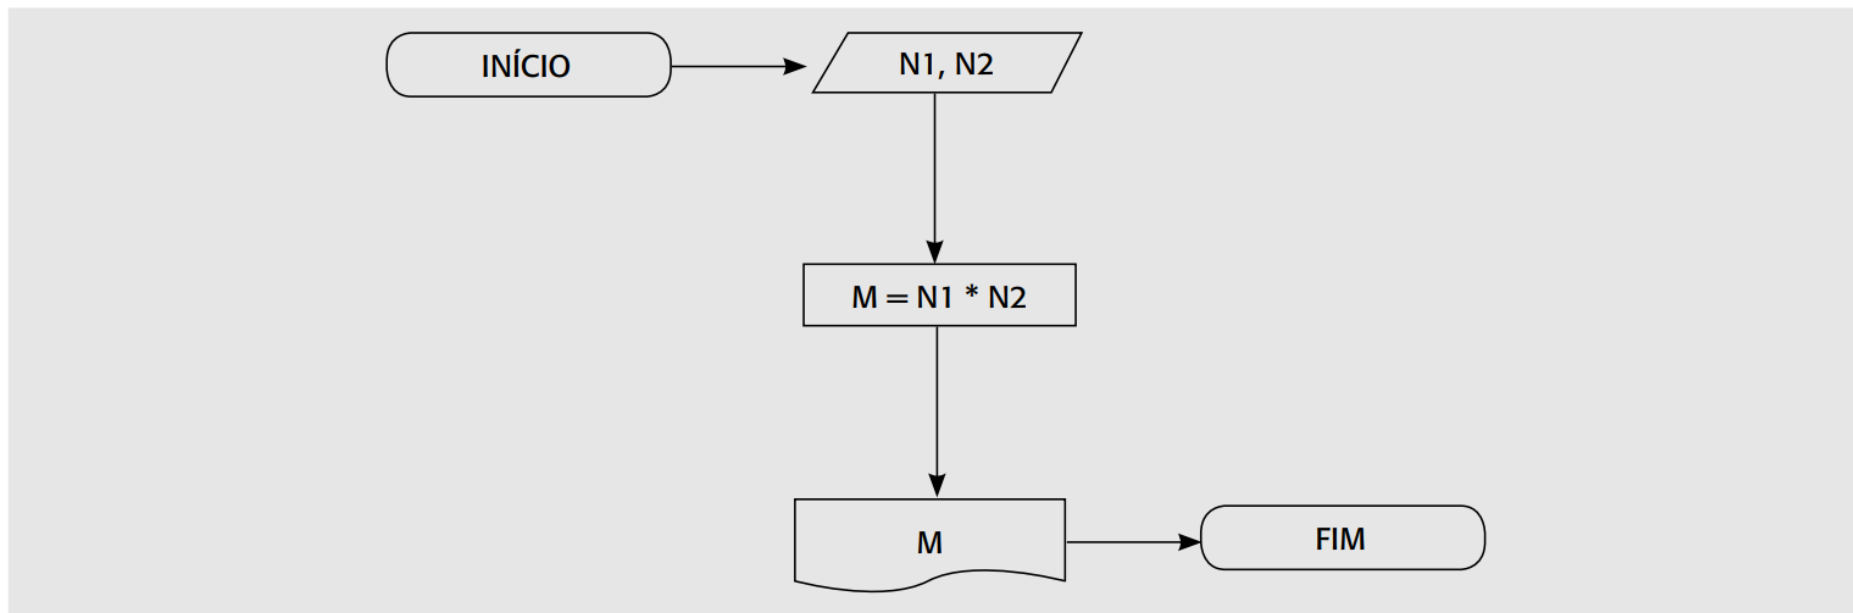 INÍCIO
N1, N2
M = N1 * N2
M
FIM